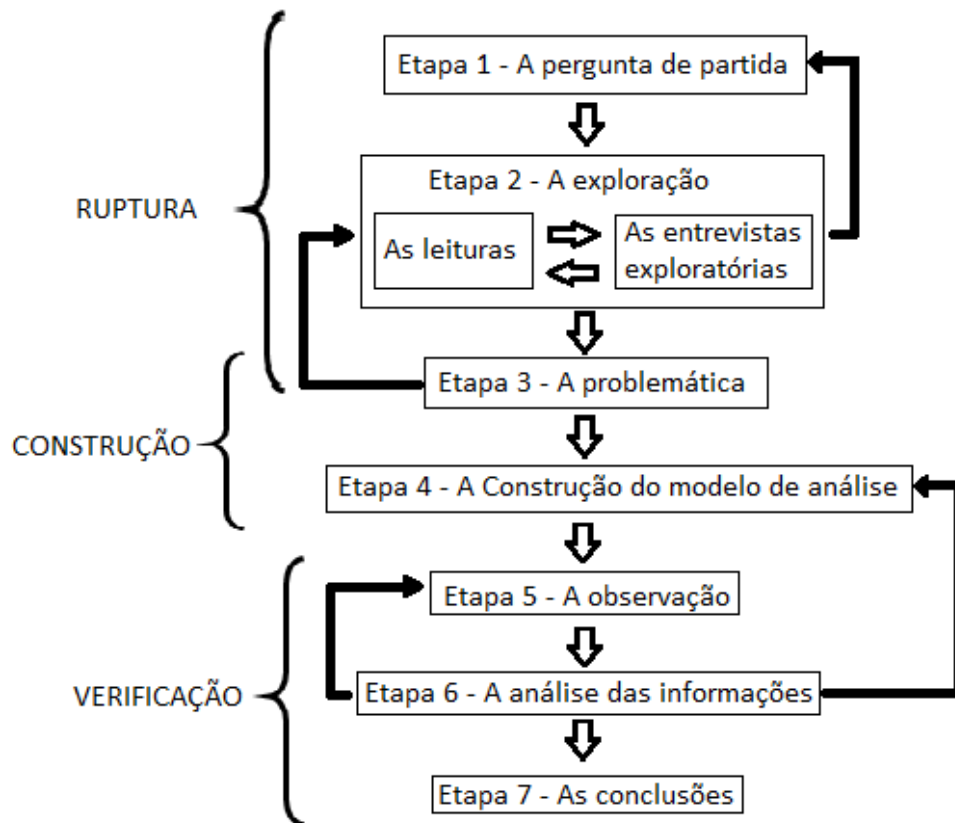 Etapa 1 - A pergunta de partida
Etapa 2 - A exploração
RUPTURA
As leituras
As entrevistas
exploratórias
Etapa 3 - A problemática
CONSTRUÇÃO
Etapa 4 - A Construção do modelo de análise
Etapa 5 - A observação
VERIFICAÇÃO
Etapa 6 - A análise das informações
Etapa 7 - As conclusões